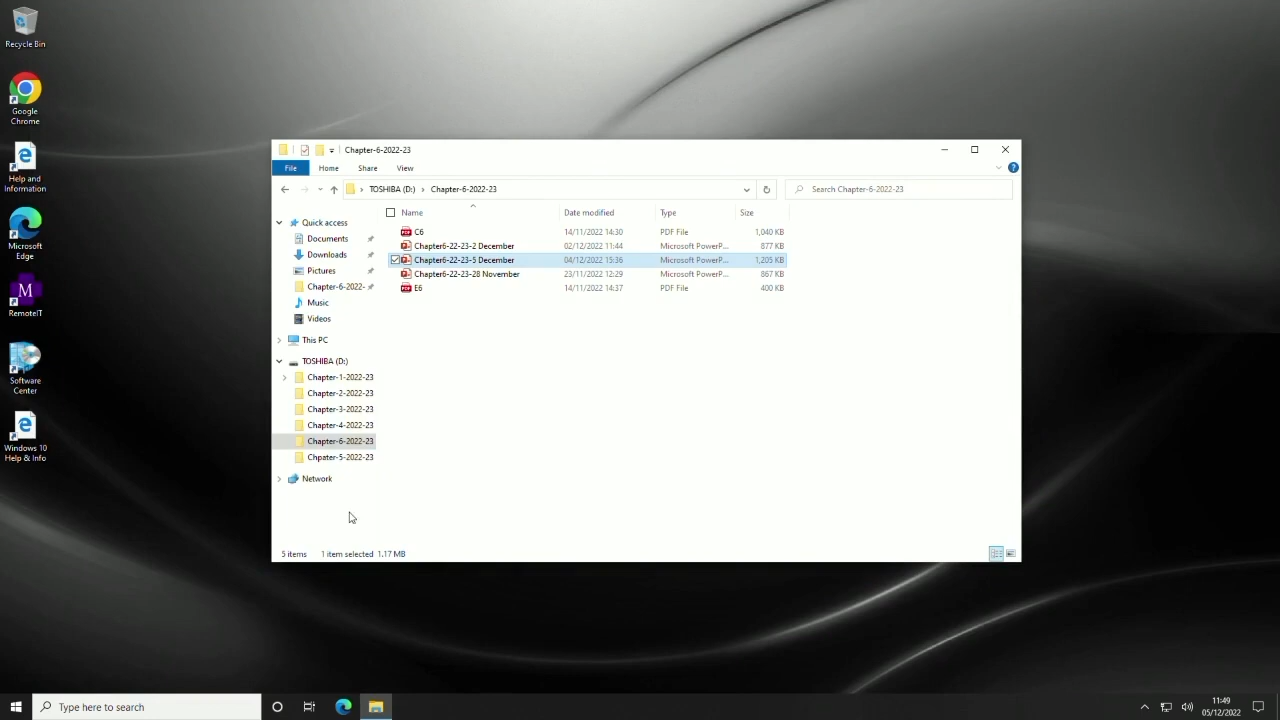 Recycle Bin
Google
Chrome
Help and
Information
Microsoft
Edge
M
RemoteIT
Software
Center
Windows 10
Help & Info
Chapter-6-2022-23
File Home Share View
TOSHIBA (D:) › Chapter-6-2022-23
Search Chapter-6-2022-23
Name Date modified Type Size
C6 14/11/2022 14:30 PDF File 1,040 KB
Chapter6-22-23-2 December 02/12/2022 11:44 Microsoft PowerP... 877 KB
Chapter6-22-23-5 December 04/12/2022 15:36 Microsoft PowerP... 1,205 KB
Chapter6-22-23-28 November 23/11/2022 12:29 Microsoft PowerP... 867 KB
E6 14/11/2022 14:37 PDF File 400 KB
Quick access
Documents
Downloads
Pictures
Chapter-6-2022-
Music
Videos
This PC
TOSHIBA (D:)
Chapter-1-2022-23
Chapter-2-2022-23
Chapter-3-2022-23
Chapter-4-2022-23
Chapter-6-2022-23
Chpater-5-2022-23
Network
5 items 1 item selected 1.17 MB
Type here to search
11:49
05/12/2022